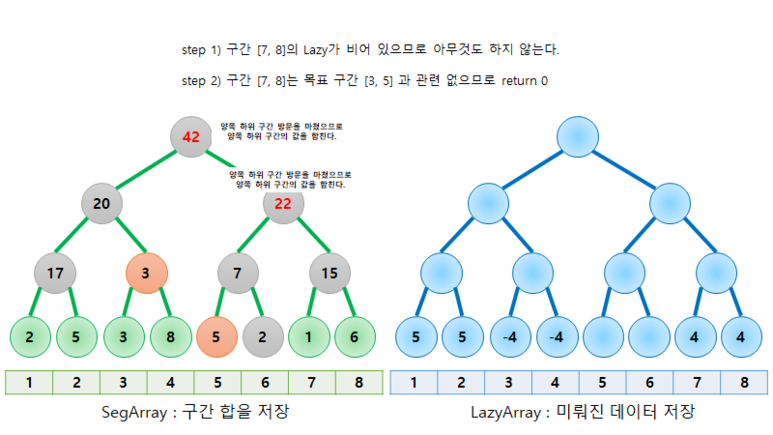 step 1) 구간 [7, 8]의 Lazy가 비어 있으므로 아무것도 하지 않는다.
step 2) 구간 [7, 8]는 목표 구간 [3, 5] 과 관련 없으므로 return 0
42
양쪽 하위 구간 방문을 마쳤으므로
양쪽 하위 구간의 값을 합친다.
양쪽 하위 구간 방문을 마쳤으므로
양쪽 하위 구간의 값을 합친다.
20 22
17 3 7 15
2 5 3 8 5 2 1 6
1 2 3 4 5 6 7 8
SegArray : 구간 합을 저장
5 5 -4 -4 4 4
1 2 3 4 5 6 7 8
LazyArray : 미뤄진 데이터 저장